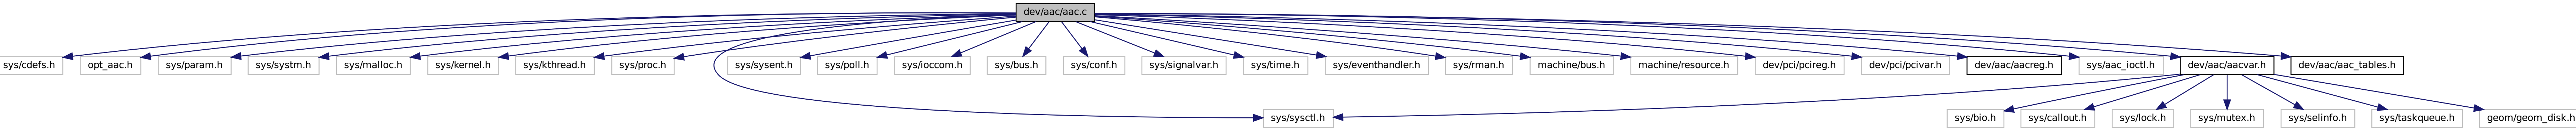 dev/aac/aac.c
sys/cdefs.h
opt_aac.h
sys/param.h
sys/systm.h
sys/malloc.h
sys/kernel.h
sys/kthread.h
sys/proc.h
sys/sysent.h
sys/poll.h
sys/ioccom.h
sys/bus.h
sys/conf.h
sys/signalvar.h
sys/time.h
sys/eventhandler.h
sys/rman.h
machine/bus.h
machine/resource.h
dev/pci/pcireg.h
dev/pci/pcivar.h
dev/aac/aacreg.h
sys/aac_ioctl.h
dev/aac/aacvar.h
dev/aac/aac_tables.h
sys/sysctl.h
sys/bio.h
sys/callout.h
sys/lock.h
sys/mutex.h
sys/selinfo.h
sys/taskqueue.h
geom/geom_disk.h